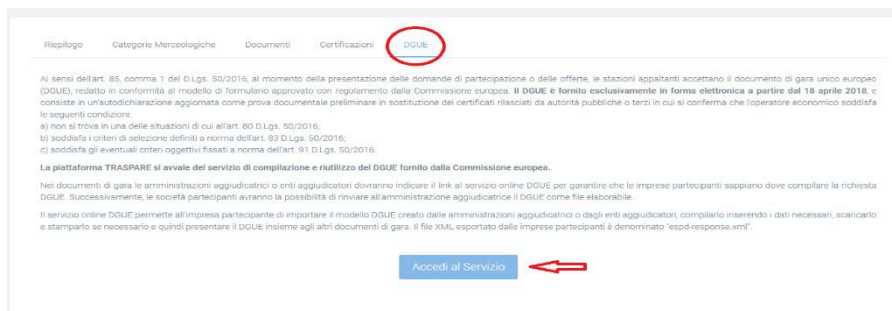 Riepilogo Categorie Merceologiche Documenti Certificazioni DGUE
Ai sensi dell'art. 85, comma 1 del D.Lgs. 50/2016, al momento della presentazione delle domande di partecipazione o delle offerte, le stazioni appaltanti accettano il documento di gara unico europeo
(DGUE), redatto in conformità al modello di formulario approvato con regolamento dalla Commissione europea. Il DGUE è fornito esclusivamente in forma elettronica a partire dal 18 aprile 2018, e
consiste in un'autodichiarazione aggiornata come prova documentale preliminare in sostituzione dei certificati rilasciati da autorità pubbliche o terzi in cui si conferma che l'operatore economico soddisfa
le seguenti condizioni:
a) non si trova in una delle situazioni di cui all'art. 80 D.Lgs. 50/2016;
b) soddisfa i criteri di selezione definiti a norma dell'art. 83 D.Lgs. 50/2016;
c) soddisfa gli eventuali criteri oggettivi fissati a norma dell'art. 91 D.Lgs. 50/2016.
La piattaforma TRASPARE si avvale del servizio di compilazione e riutilizzo del DGUE fornito dalla Commissione europea.
Nei documenti di gara le amministrazioni aggiudicatrici o enti aggiudicatori dovranno indicare il link al servizio online DGUE per garantire che le imprese partecipanti sappiano dove compilare la richiesta
DGUE. Successivamente, le società partecipanti avranno la possibilità di rinviare all'amministrazione aggiudicatrice il DGUE come file elaborabile.
Il servizio online DGUE permette all'impresa partecipante di importare il modello DGUE creato dalle amministrazioni aggiudicatrici o dagli enti aggiudicatori, compilarlo inserendo i dati necessari, scaricarlo
e stamparlo se necessario e quindi presentare il DGUE insieme agli altri documenti di gara. Il file XML esportato dalle imprese partecipanti è denominato "espd-response.xml".
Accedi al Servizio